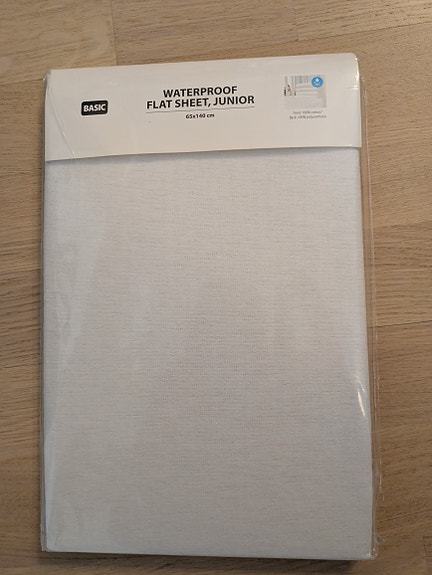 BASIC
WATERPROOF
FLAT SHEET, JUNIOR
65x140 cm